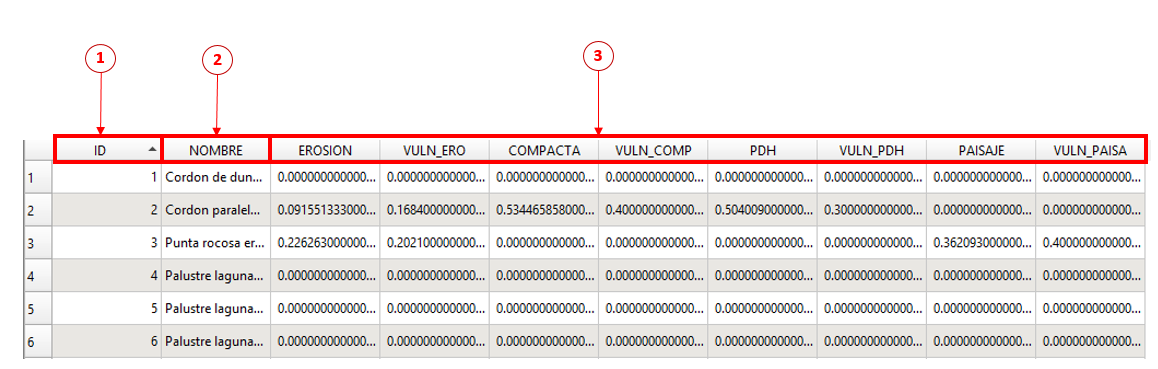 1 2 3
ID NOMBRE EROSION VULN_ERO COMPACTA VULN_COMP PDH VULN_PDH PAISAJE VULN_PAISA
1 1 Cordon de dun... 0.000000000000... 0.000000000000... 0.000000000000... 0.000000000000... 0.000000000000... 0.000000000000... 0.000000000000... 0.000000000000...
2 2 Cordon paralel... 0.091551333000... 0.168400000000... 0.534465858000... 0.400000000000... 0.504009000000... 0.300000000000... 0.000000000000... 0.000000000000...
3 3 Punta rocosa er... 0.226263000000... 0.202100000000... 0.000000000000... 0.000000000000... 0.000000000000... 0.000000000000... 0.362093000000... 0.400000000000...
4 4 Palustre laguna... 0.000000000000... 0.000000000000... 0.000000000000... 0.000000000000... 0.000000000000... 0.000000000000... 0.000000000000... 0.000000000000...
5 5 Palustre laguna... 0.000000000000... 0.000000000000... 0.000000000000... 0.000000000000... 0.000000000000... 0.000000000000... 0.000000000000... 0.000000000000...
6 6 Palustre laguna... 0.000000000000... 0.000000000000... 0.000000000000... 0.000000000000... 0.000000000000... 0.000000000000... 0.000000000000... 0.000000000000...